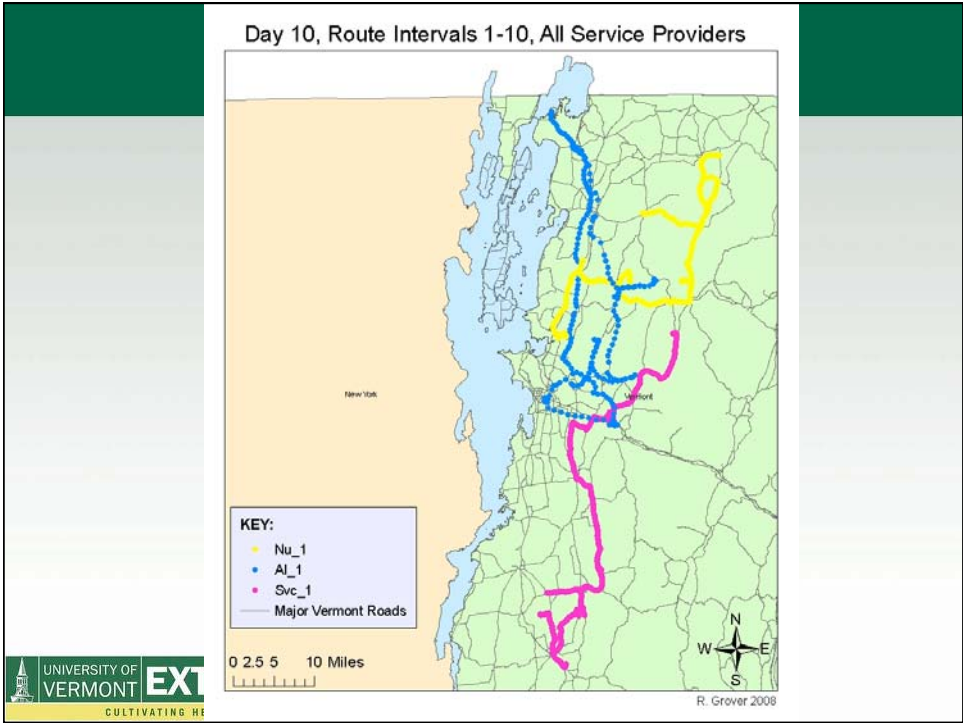 Day 10, Route Intervals 1-10, All Service Providers
New York
Vermont
KEY:
Nu_1
AI_1
Svc_1
Major Vermont Roads
0 2.5 5 10 Miles
N
W E
S
R. Grover 2008
UNIVERSITY OF
VERMONT EXT
CULTIVATING HE